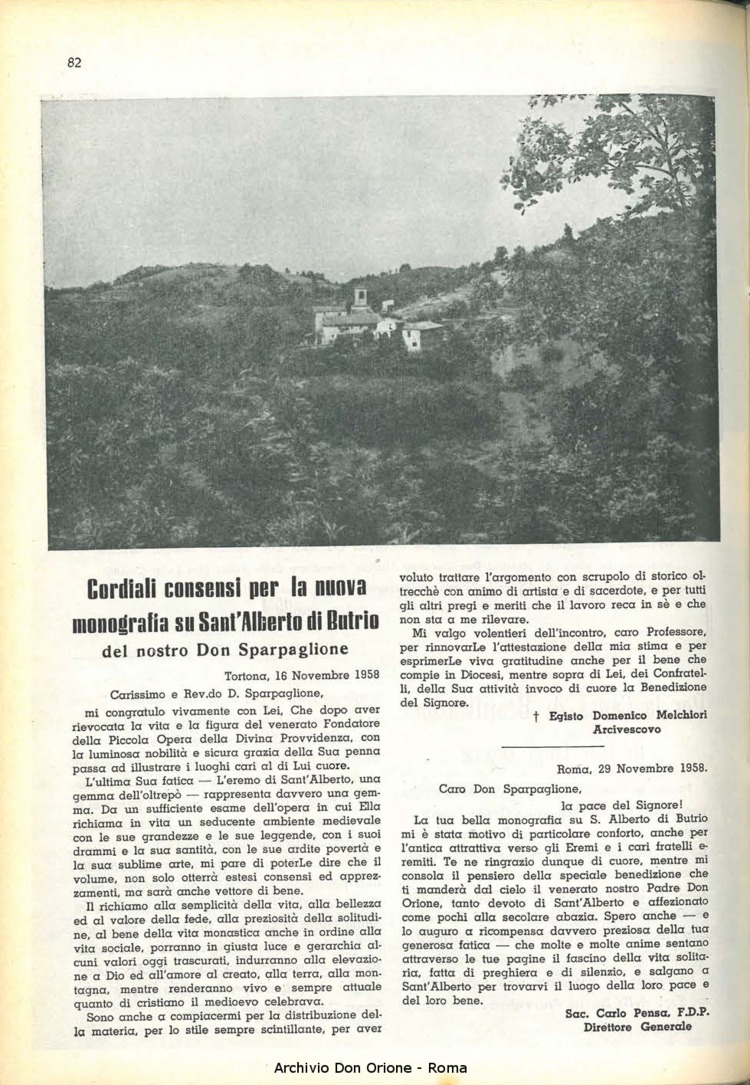 82
Cordiali consensi per la nuova
monografia su Sant'Alberto di Butrio
del nostro Don Sparpaglione
Tortona, 16 Novembre 1958
Carissimo e Rev.do D. Sparpaglione,
mi congratulo vivamente con Lei, Che dopo aver
rievocata la vita e la figura del venerato Fondatore
della Piccola Opera della Divina Provvidenza, con
la luminosa nobilità e sicura grazia della Sua penna
passa ad illustrare i luoghi cari al di Lui cuore.
L'ultima Sua fatica — L'eremo di Sant'Alberto, una
gemma dell'oltrepò — rappresenta davvero una gem-
ma. Da un sufficiente esame dell'opera in cui Ella
richiama in vita un seducente ambiente medievale
con le sue grandezze e le sue leggende, con i suoi
drammi e la sua santità, con le sue ardite povertà e
la sua sublime arte, mi pare di poterLe dire che il
volume, non solo otterrà estesi consensi ed apprez-
zamenti, ma sarà anche vettore di bene.
Il richiamo alla semplicità della vita, alla bellezza
ed al valore della fede, alla preziosità della solitudi-
ne, al bene della vita monastica anche in ordine alla
vita sociale, porranno in giusta luce e gerarchia al-
cuni valori oggi trascurati, indurranno alla elevazio-
ne a Dio ed all'amore al creato, alla terra, alla mon-
tagna, mentre renderanno vivo e sempre attuale
quanto di cristiano il medioevo celebrava.
Sono anche a compiacermi per la distribuzione del-
la materia, per lo stile sempre scintillante, per aver
voluto trattare l'argomento con scrupolo di storico ol-
trecchè con animo di artista e di sacerdote, e per tutti
gli altri pregi e meriti che il lavoro reca in sè e che
non sta a me rilevare.
Mi valgo volentieri dell'incontro, caro Professore,
per rinnovarLe l'attestazione della mia stima e per
esprimerLe viva gratitudine anche per il bene che
compie in Diocesi, mentre sopra di Lei, dei Confratel-
li, della Sua attività invoco di cuore la Benedizione
del Signore.
† Egisto Domenico Melchiori
Arcivescovo
Roma, 29 Novembre 1958.
Caro Don Sparpaglione,
la pace del Signore!
La tua bella monografia su S. Alberto di Butrio
mi è stata motivo di particolare conforto, anche per
l'antica attrattiva verso gli Eremi e i cari fratelli e-
remiti. Te ne ringrazio dunque di cuore, mentre mi
consola il pensiero della speciale benedizione che
ti manderà dal cielo il venerato nostro Padre Don
Orione, tanto devoto di Sant'Alberto e affezionato
come pochi alla secolare abazia. Spero anche — e
lo auguro a ricompensa davvero preziosa della tua
generosa fatica — che molte e molte anime sentano
attraverso le tue pagine il fascino della vita solita-
ria, fatta di preghiera e di silenzio, e salgano a
Sant'Alberto per trovarvi il luogo della loro pace e
del loro bene.
Sac. Carlo Pensa, F.D.P.
Direttore Generale
Archivio Don Orione - Roma